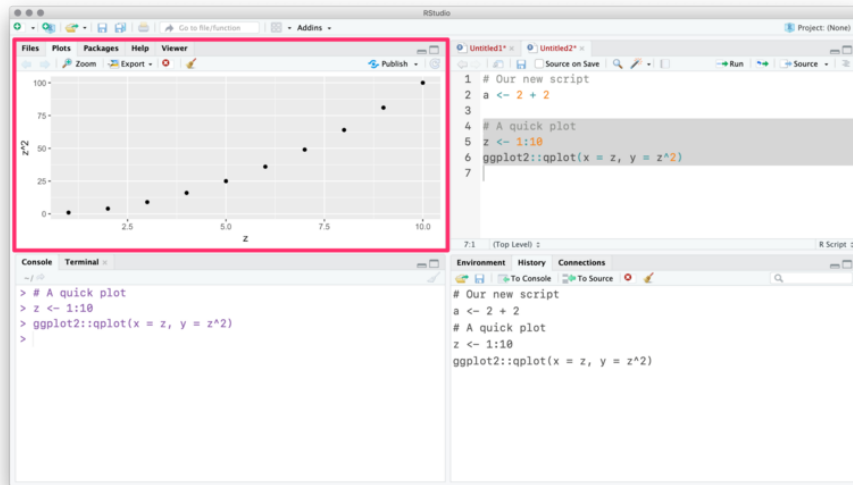 RStudio
Go to file/function Addins Project: (None)
Files Plots Packages Help Viewer
Zoom Export Publish
100
75
50
25
0
z^2
2.5 5.0 7.5 10.0
z
Untitled1* Untitled2*
Source on Save Run Source
1 # Our new script
2 a <- 2 + 2
3
4 # A quick plot
5 z <- 1:10
6 ggplot2::qplot(x = z, y = z^2)
7
7:1 (Top Level) R Script
Console Terminal
~/
> # A quick plot
> z <- 1:10
> ggplot2::qplot(x = z, y = z^2)
>
Environment History Connections
To Console To Source
# Our new script
a <- 2 + 2
# A quick plot
z <- 1:10
ggplot2::qplot(x = z, y = z^2)